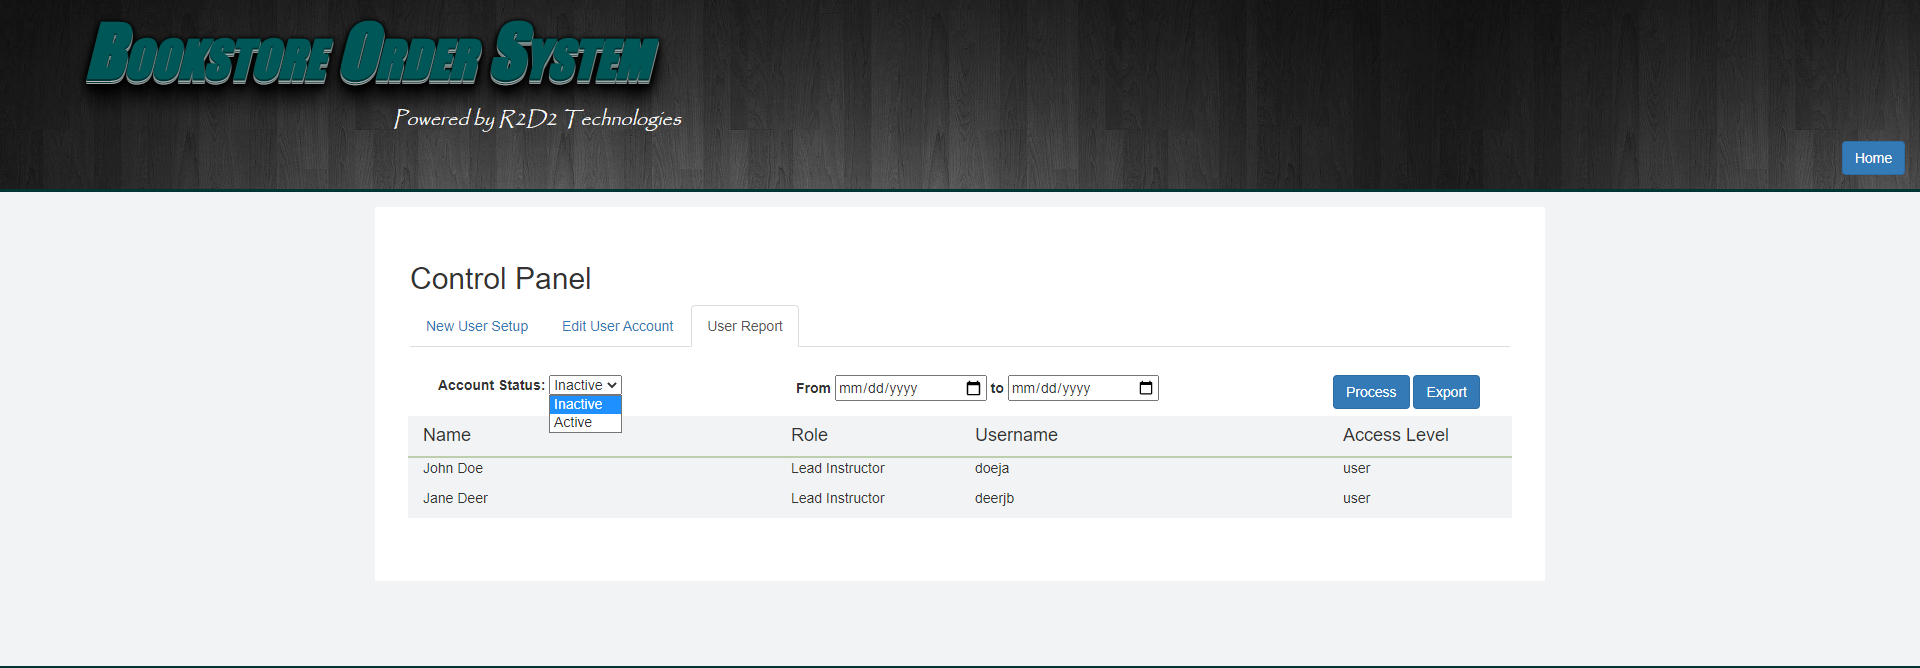 Bookstore Order System
Powered by R2D2 Technologies
Home
Control Panel
New User Setup Edit User Account User Report
Account Status: Inactive From mm/dd/yyyy to mm/dd/yyyy Process Export
Inactive
Active
Name Role Username Access Level
John Doe Lead Instructor doeja user
Jane Deer Lead Instructor deerjb user